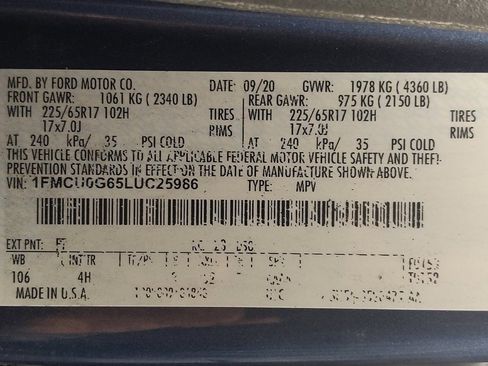 MFD. BY FORD MOTOR CO. DATE: 09/20 GVWR: 1978 KG ( 4360 LB)
FRONT GAWR: 1061 KG ( 2340 LB) REAR GAWR: 975 KG ( 2150 LB)
WITH 225/65R17 102H TIRES WITH 225/65R17 102H TIRES
17x7.0J RIMS 17x7.0J RIMS
AT 240 kPa/ 35 PSI COLD AT 240 kPa/ 35 PSI COLD
THIS VEHICLE CONFORMS TO ALL APPLICABLE FEDERAL MOTOR VEHICLE SAFETY AND THEFT
PREVENTION STANDARDS IN EFFECT ON THE DATE OF MANUFACTURE SHOWN ABOVE.
VIN: 1FMCU0G65LUC25986 TYPE: MPV
EXT PNT:
WB INT TR
106 4H
MADE IN U.S.A.